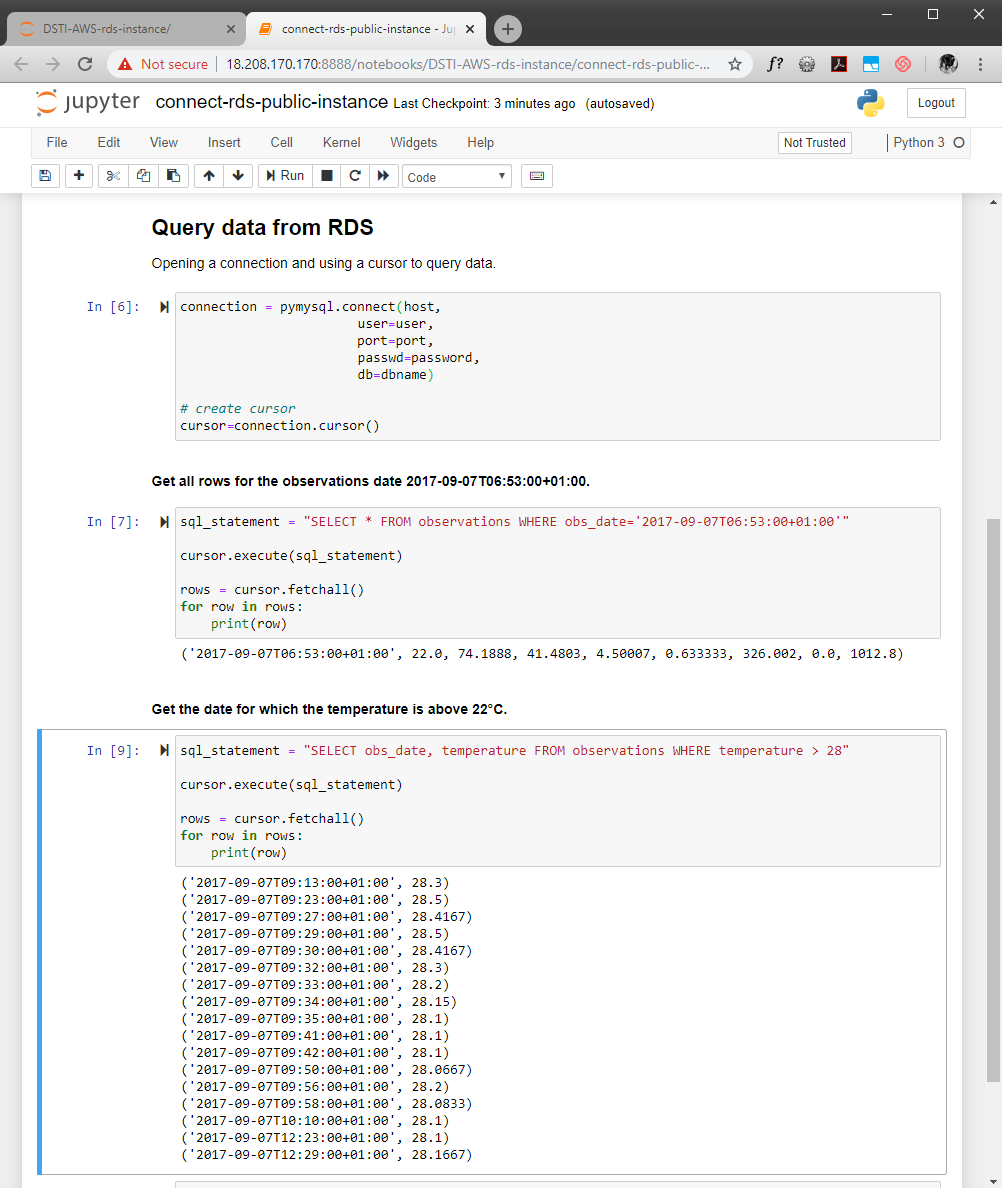 DSTI-AWS-rds-instance/
connect-rds-public-instance - Jup
Not secure
18.208.170.170:8888/notebooks/DSTI-AWS-rds-instance/connect-rds-public-...
f?
jupyter
connect-rds-public-instance Last Checkpoint: 3 minutes ago (autosaved)
Logout
File Edit View Insert Cell Kernel Widgets Help
Not Trusted
Python 3
Run
Code
Query data from RDS
Opening a connection and using a cursor to query data.
In [6]:
connection = pymysql.connect(host,
user=user,
port=port,
passwd=password,
db=dbname)
# create cursor
cursor=connection.cursor()
Get all rows for the observations date 2017-09-07T06:53:00+01:00.
In [7]:
sql_statement = "SELECT * FROM observations WHERE obs_date='2017-09-07T06:53:00+01:00'"
cursor.execute(sql_statement)
rows = cursor.fetchall()
for row in rows:
print(row)
('2017-09-07T06:53:00+01:00', 22.0, 74.1888, 41.4803, 4.50007, 0.633333, 326.002, 0.0, 1012.8)
Get the date for which the temperature is above 22°C.
In [9]:
sql_statement = "SELECT obs_date, temperature FROM observations WHERE temperature > 28"
cursor.execute(sql_statement)
rows = cursor.fetchall()
for row in rows:
print(row)
('2017-09-07T09:13:00+01:00', 28.3)
('2017-09-07T09:23:00+01:00', 28.5)
('2017-09-07T09:27:00+01:00', 28.4167)
('2017-09-07T09:29:00+01:00', 28.5)
('2017-09-07T09:30:00+01:00', 28.4167)
('2017-09-07T09:32:00+01:00', 28.3)
('2017-09-07T09:33:00+01:00', 28.2)
('2017-09-07T09:34:00+01:00', 28.15)
('2017-09-07T09:35:00+01:00', 28.1)
('2017-09-07T09:41:00+01:00', 28.1)
('2017-09-07T09:42:00+01:00', 28.1)
('2017-09-07T09:50:00+01:00', 28.0667)
('2017-09-07T09:56:00+01:00', 28.2)
('2017-09-07T09:58:00+01:00', 28.0833)
('2017-09-07T10:10:00+01:00', 28.1)
('2017-09-07T12:23:00+01:00', 28.1)
('2017-09-07T12:29:00+01:00', 28.1667)